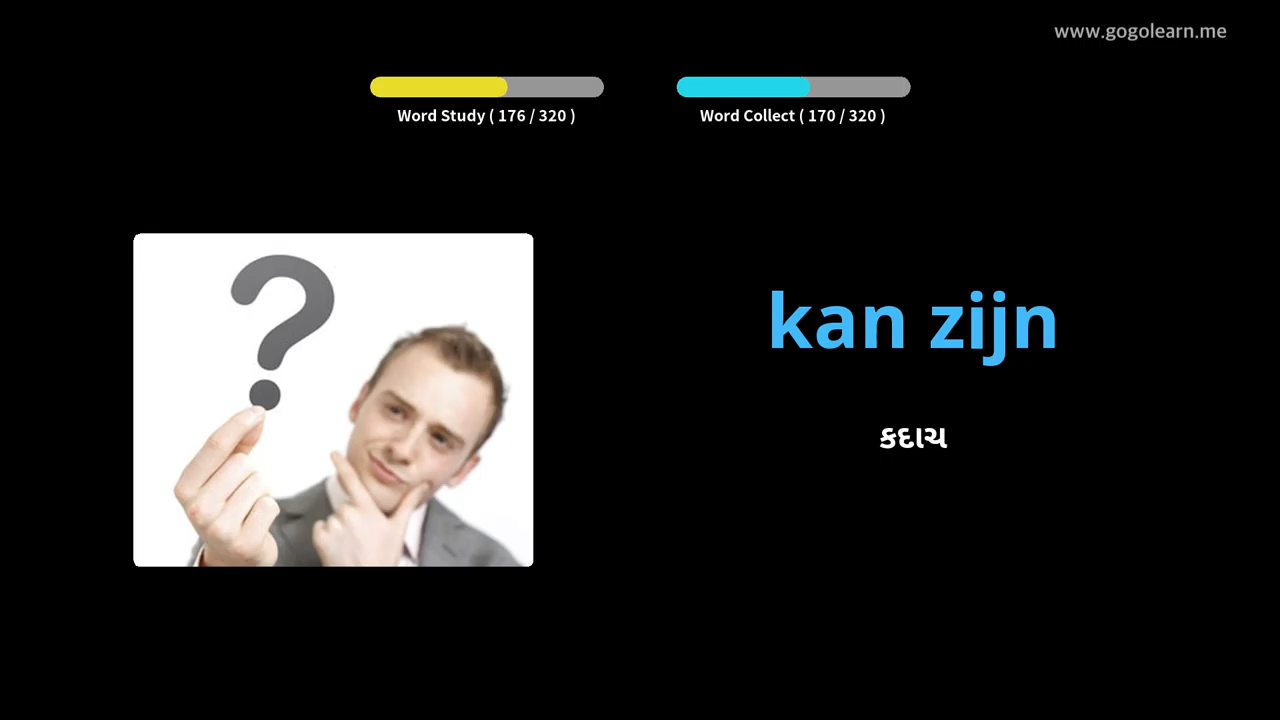 www.gogolearn.me
Word Study ( 176 / 320 )
Word Collect ( 170 / 320 )
kan zijn
કદાચ